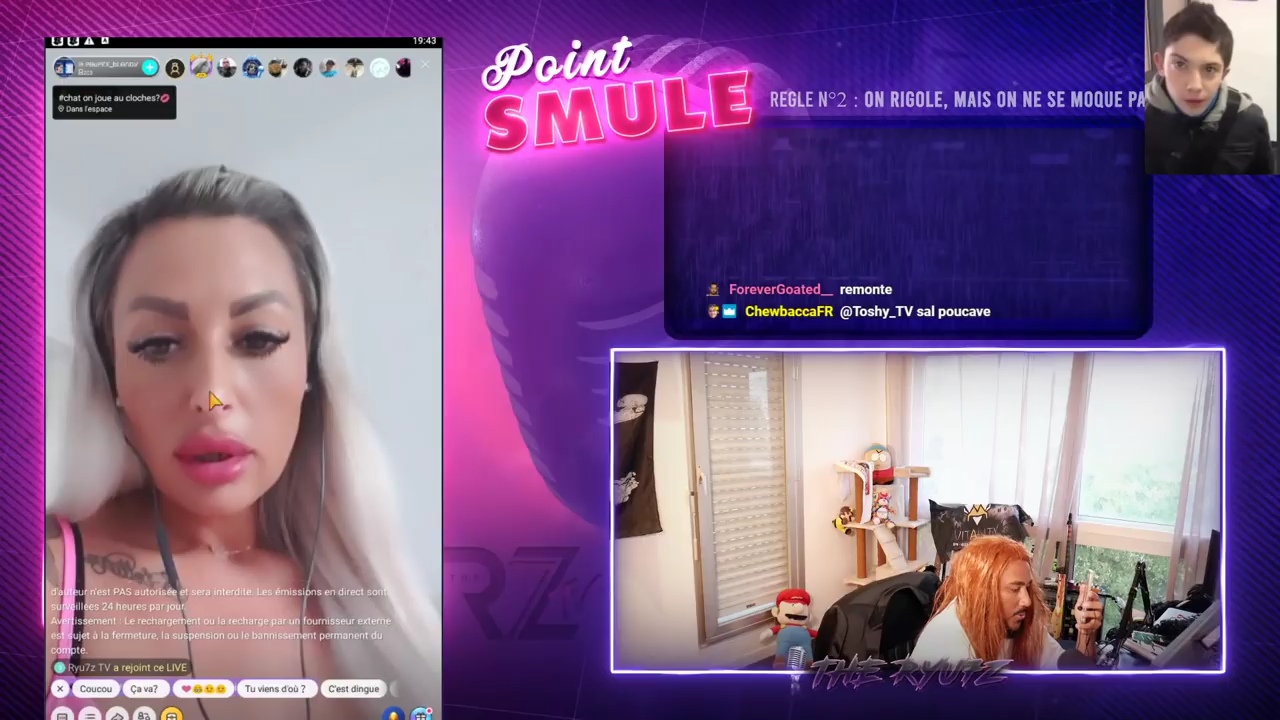 19:43
#chat on joue au cloches?💋
Dans l'espace
Point
SMULE
REGLE N°2 : ON RIGOLE, MAIS ON NE SE MOQUE PA
ForeverGoated__ remonte
ChewbaccaFR @Toshy_TV sal poucave
VITALITY
d'auteur n'est PAS autorisée et sera interdite. Les émissions en direct sont
surveillées 24 heures par jour.
Avertissement : Le rechargement ou la recharge par un fournisseur externe
est sujet à la fermeture, la suspension ou le bannissement permanent du
compte.
Ryu7z TV a rejoint ce LIVE
Coucou Ça va? ❤️😂😍😊 Tu viens d'où ? C'est dingue
THE RYU7Z